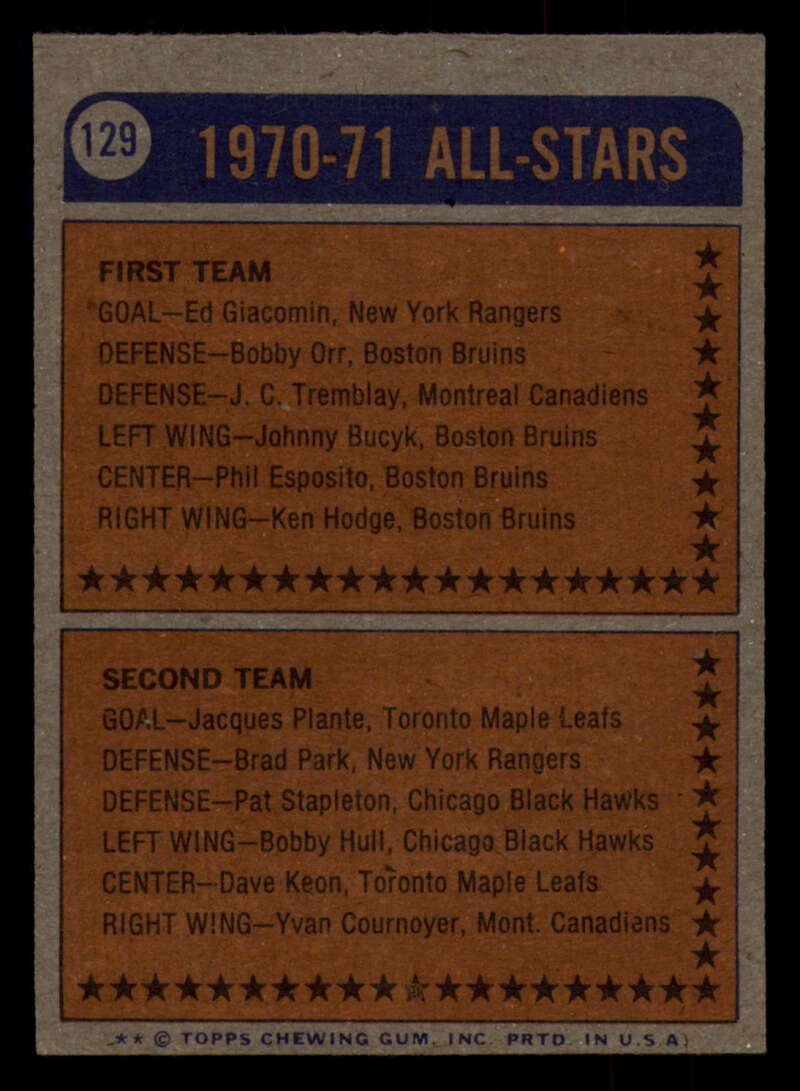 129
1970-71 ALL-STARS
FIRST TEAM
GOAL—Ed Giacomin, New York Rangers
DEFENSE—Bobby Orr, Boston Bruins
DEFENSE—J. C. Tremblay, Montreal Canadiens
LEFT WING—Johnny Bucyk, Boston Bruins
CENTER—Phil Esposito, Boston Bruins
RIGHT WING—Ken Hodge, Boston Bruins
SECOND TEAM
GOAL—Jacques Plante, Toronto Maple Leafs
DEFENSE—Brad Park, New York Rangers
DEFENSE—Pat Stapleton, Chicago Black Hawks
LEFT WING—Bobby Hull, Chicago Black Hawks
CENTER—Dave Keon, Toronto Maple Leafs
RIGHT WING—Yvan Cournoyer, Mont. Canadiens
** © TOPPS CHEWING GUM, INC. PRTD. IN U.S.A.